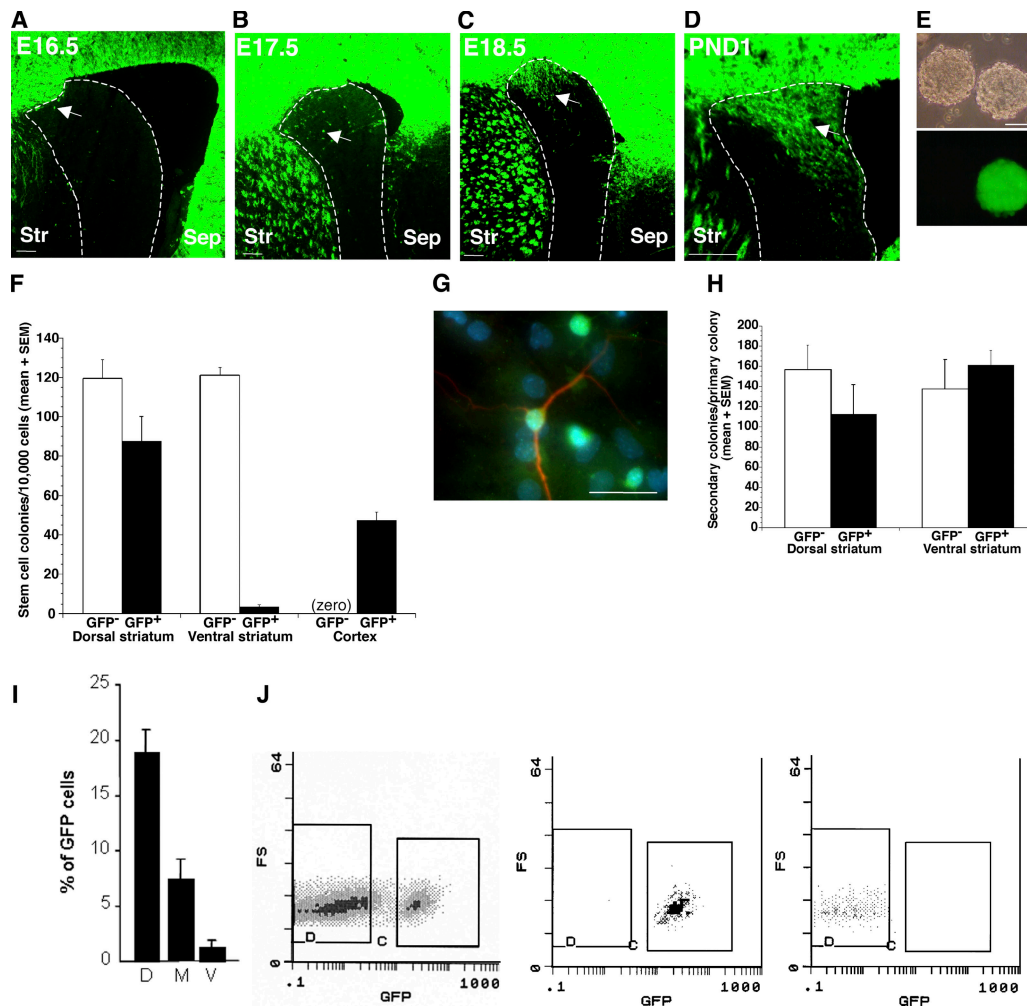 A
B
C
D
E
E16.5
E17.5
E18.5
PND1
Str
Sep
Str
Sep
Str
Sep
Str
F
G
H
Stem cell colonies/10,000 cells (mean + SEM)
140
120
100
80
60
40
20
0
(zero)
GFP- GFP+
GFP- GFP+
GFP- GFP+
Dorsal striatum
Ventral striatum
Cortex
Secondary colonies/primary colony
(mean + SEM)
200
180
160
140
120
100
80
60
40
20
0
GFP- GFP+
GFP- GFP+
Dorsal striatum
Ventral striatum
I
J
% of GFP cells
25
20
15
10
5
0
D M V
64
FS
0
D
C
.1
1000
GFP
64
FS
0
D
C
.1
1000
GFP
64
FS
0
D
C
.1
1000
GFP